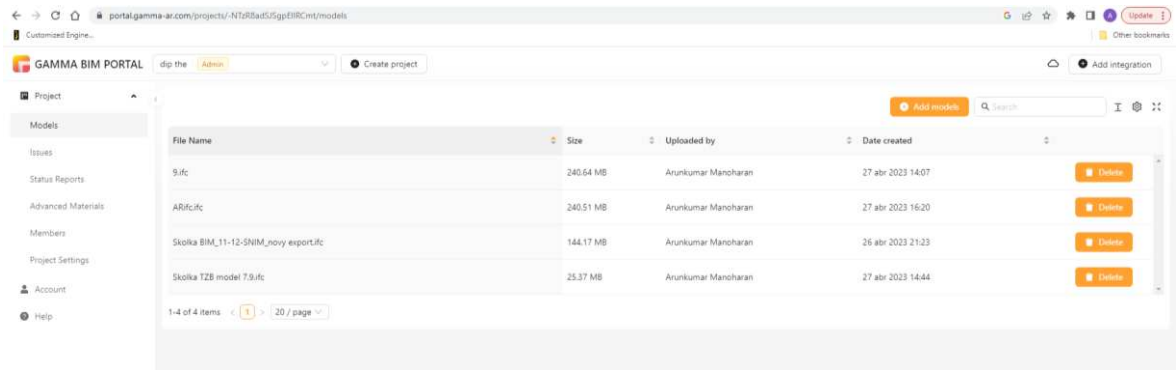 portal.gamma-ar.com/projects/-NTzR8adSJSgpEIIRCmt/models
Update
Customized Engine...
Other bookmarks
GAMMA BIM PORTAL
dip the Admin
Create project
Add integration
Project
Add models
Search
Models
File Name Size Uploaded by Date created
Issues
9.ifc 240.64 MB Arunkumar Manoharan 27 abr 2023 14:07 Delete
Status Reports
Advanced Materials
ARifc.ifc 240.51 MB Arunkumar Manoharan 27 abr 2023 16:20 Delete
Members
Skolka BIM_11-12-SNIM_novy export.ifc 144.17 MB Arunkumar Manoharan 26 abr 2023 21:23 Delete
Project Settings
Skolka TZB model 7.9.ifc 25.37 MB Arunkumar Manoharan 27 abr 2023 14:44 Delete
Account
1-4 of 4 items < 1 > 20 / page
Help